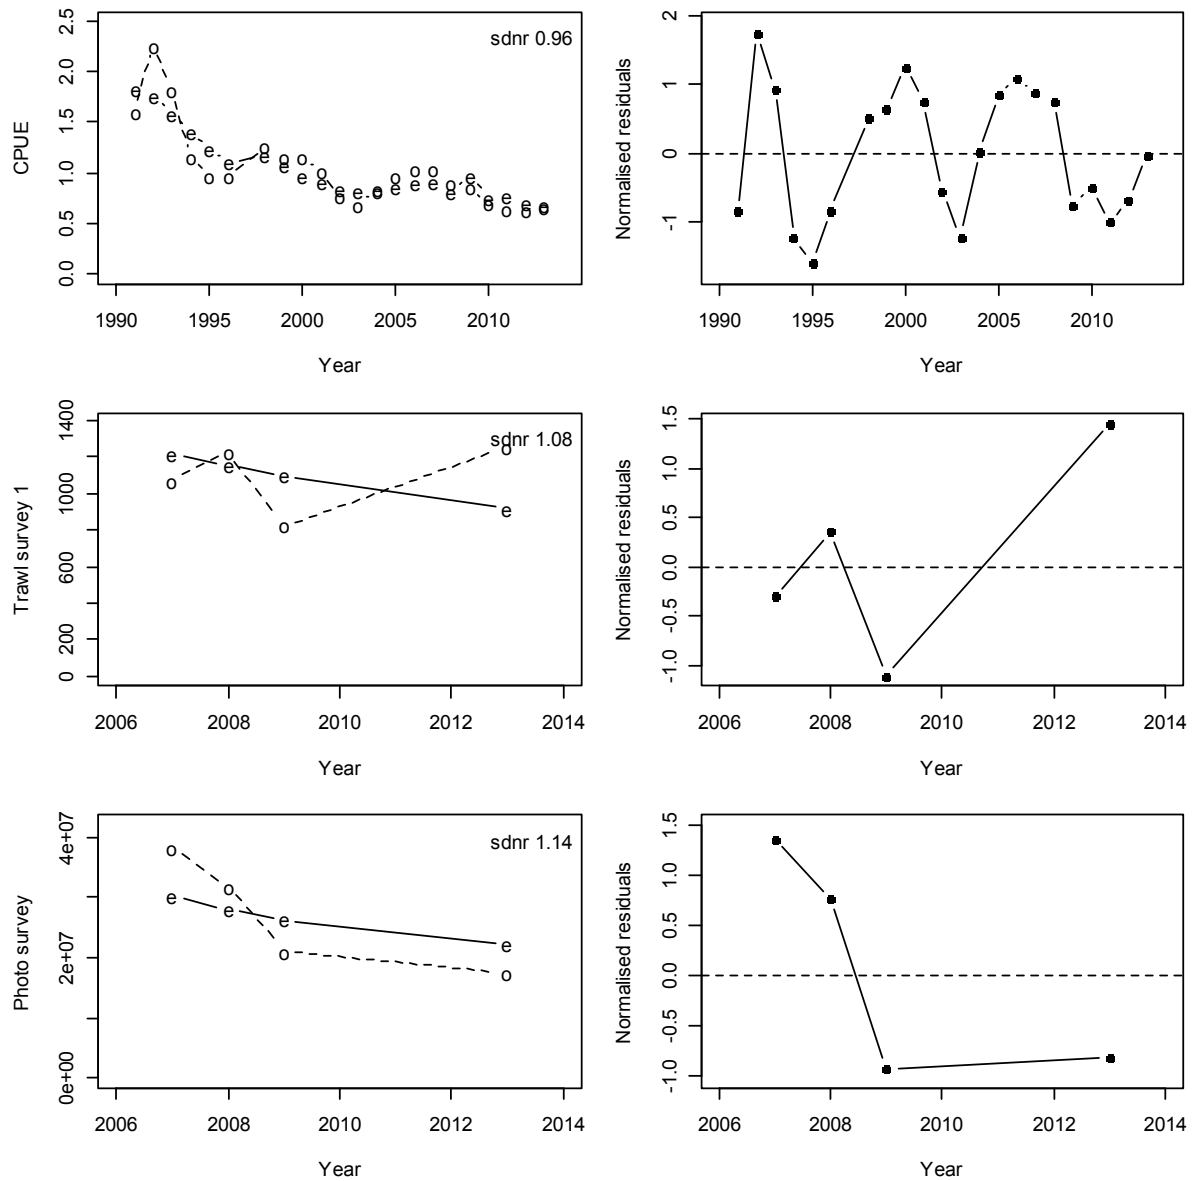 CPUE
2.5
2.0
1.5
1.0
0.5
0.0
sdnr 0.96
1990 1995 2000 2005 2010
Year
Normalised residuals
2
1
0
-1
1990 1995 2000 2005 2010
Year
Trawl survey 1
1400
1000
600
200
0
sdnr 1.08
2006 2008 2010 2012 2014
Year
Normalised residuals
1.5
1.0
0.5
0.0
-0.5
-1.0
2006 2008 2010 2012 2014
Year
Photo survey
4e+07
2e+07
0e+00
sdnr 1.14
2006 2008 2010 2012 2014
Year
Normalised residuals
1.5
1.0
0.5
0.0
-0.5
-1.0
2006 2008 2010 2012 2014
Year